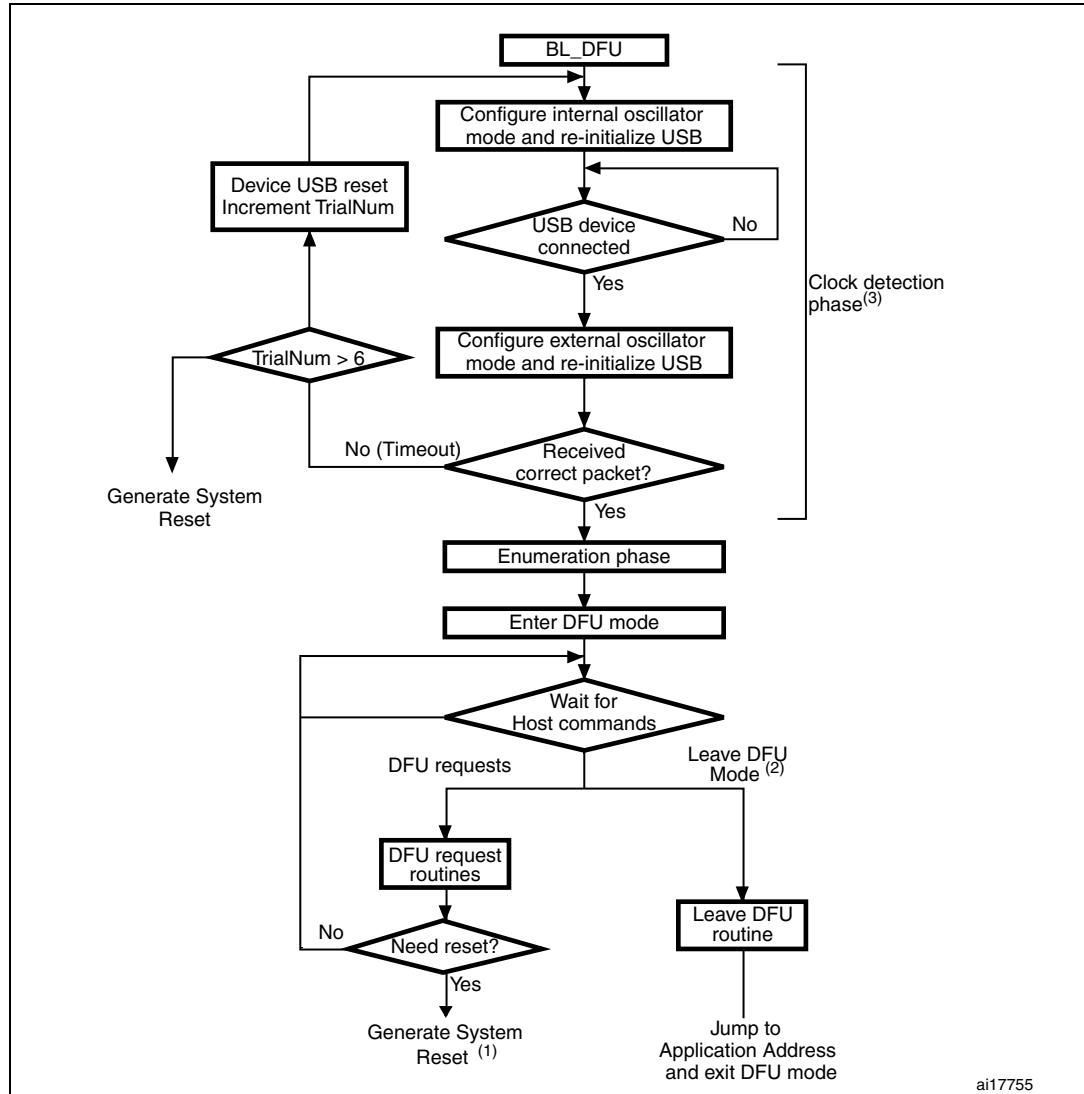 BL_DFU
Configure internal oscillator
mode and re-initialize USB
Device USB reset
Increment TrialNum
USB device
connected
No
Yes
Clock detection
phase(3)
Configure external oscillator
mode and re-initialize USB
TrialNum > 6
No (Timeout)
Received
correct packet?
Generate System
Reset
Yes
Enumeration phase
Enter DFU mode
Wait for
Host commands
DFU requests
Leave DFU
Mode (2)
DFU request
routines
Leave DFU
routine
No
Need reset?
Yes
Generate System
Reset (1)
Jump to
Application Address
and exit DFU mode
ai17755